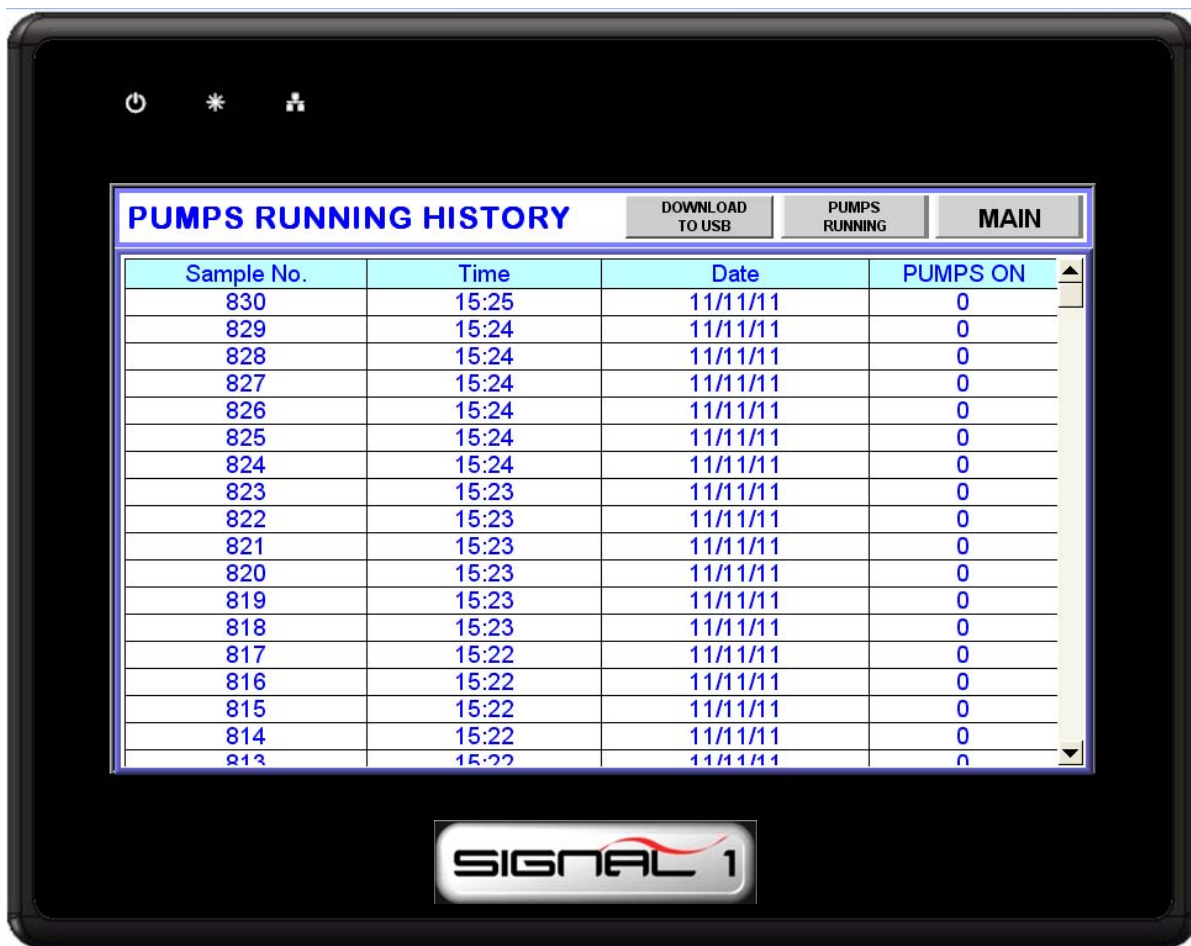 PUMPS RUNNING HISTORY
DOWNLOAD
TO USB
PUMPS
RUNNING
MAIN
Sample No. Time Date PUMPS ON
830 15:25 11/11/11 0
829 15:24 11/11/11 0
828 15:24 11/11/11 0
827 15:24 11/11/11 0
826 15:24 11/11/11 0
825 15:24 11/11/11 0
824 15:24 11/11/11 0
823 15:23 11/11/11 0
822 15:23 11/11/11 0
821 15:23 11/11/11 0
820 15:23 11/11/11 0
819 15:23 11/11/11 0
818 15:23 11/11/11 0
817 15:22 11/11/11 0
816 15:22 11/11/11 0
815 15:22 11/11/11 0
814 15:22 11/11/11 0
813 15:22 11/11/11 0
SIGNAL 1